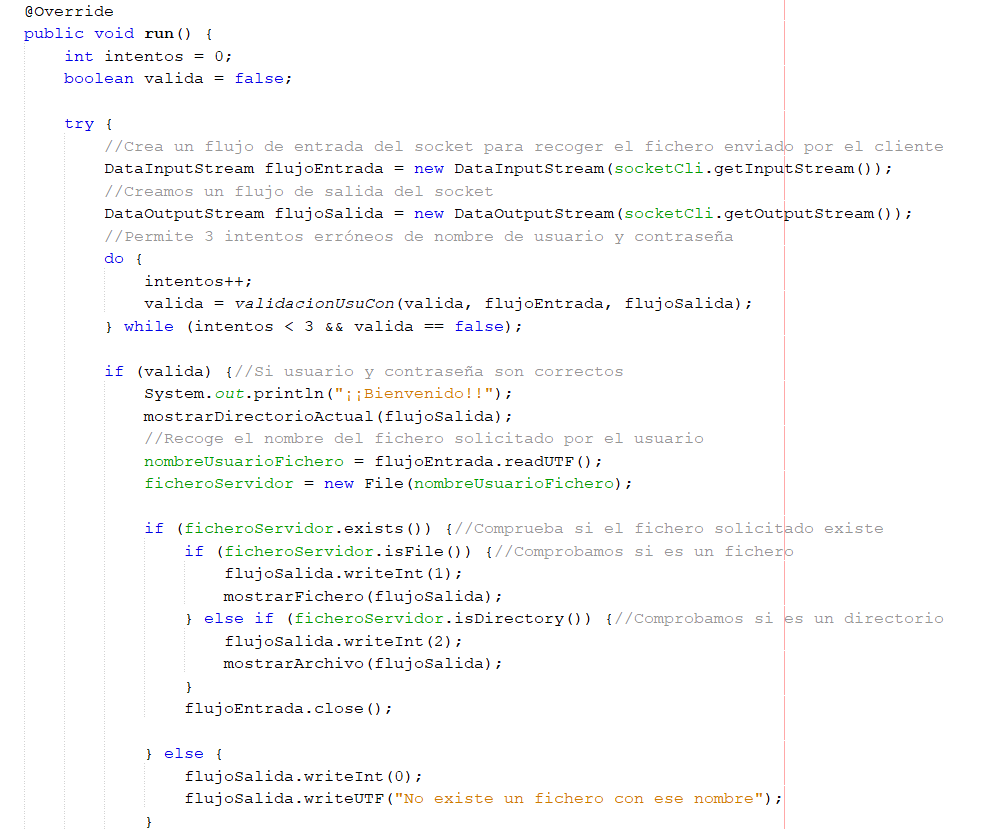 @Override
public void run() {
    int intentos = 0;
    boolean valida = false;

    try {
        //Crea un flujo de entrada del socket para recoger el fichero enviado por el cliente
        DataInputStream flujoEntrada = new DataInputStream(socketCli.getInputStream());
        //Creamos un flujo de salida del socket
        DataOutputStream flujoSalida = new DataOutputStream(socketCli.getOutputStream());
        //Permite 3 intentos erróneos de nombre de usuario y contraseña
        do {
            intentos++;
            valida = validacionUsuCon(valida, flujoEntrada, flujoSalida);
        } while (intentos < 3 && valida == false);

        if (valida) {//Si usuario y contraseña son correctos
            System.out.println("¡¡Bienvenido!!");
            mostrarDirectorioActual(flujoSalida);
            //Recoge el nombre del fichero solicitado por el usuario
            nombreUsuarioFichero = flujoEntrada.readUTF();
            ficheroServidor = new File(nombreUsuarioFichero);

            if (ficheroServidor.exists()) {//Comprueba si el fichero solicitado existe
                if (ficheroServidor.isFile()) {//Comprobamos si es un fichero
                    flujoSalida.writeInt(1);
                    mostrarFichero(flujoSalida);
                } else if (ficheroServidor.isDirectory()) {//Comprobamos si es un directorio
                    flujoSalida.writeInt(2);
                    mostrarArchivo(flujoSalida);
                }
                flujoEntrada.close();

            } else {
                flujoSalida.writeInt(0);
                flujoSalida.writeUTF("No existe un fichero con ese nombre");
            }